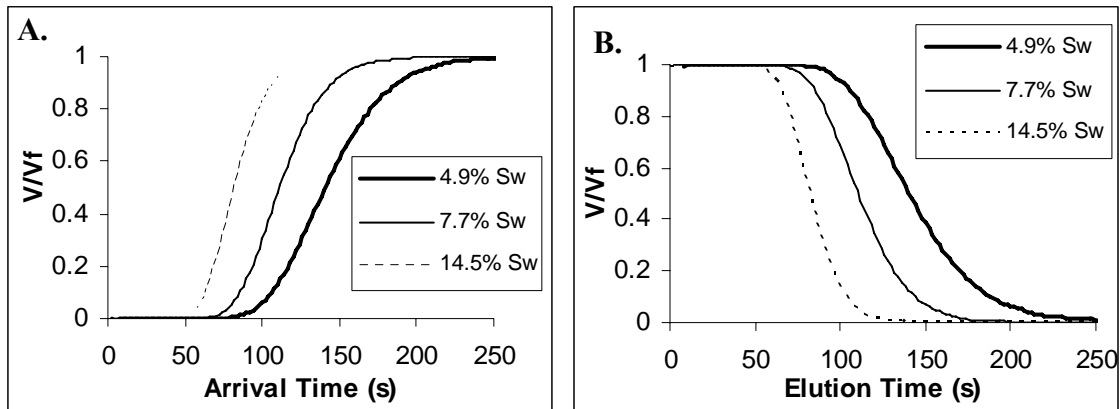 A.
1
0.8
0.6
0.4
0.2
0
V/Vf
0 50 100 150 200 250
Arrival Time (s)
4.9% Sw
7.7% Sw
14.5% Sw
B.
1
0.8
0.6
0.4
0.2
0
V/Vf
0 50 100 150 200 250
Elution Time (s)
4.9% Sw
7.7% Sw
14.5% Sw